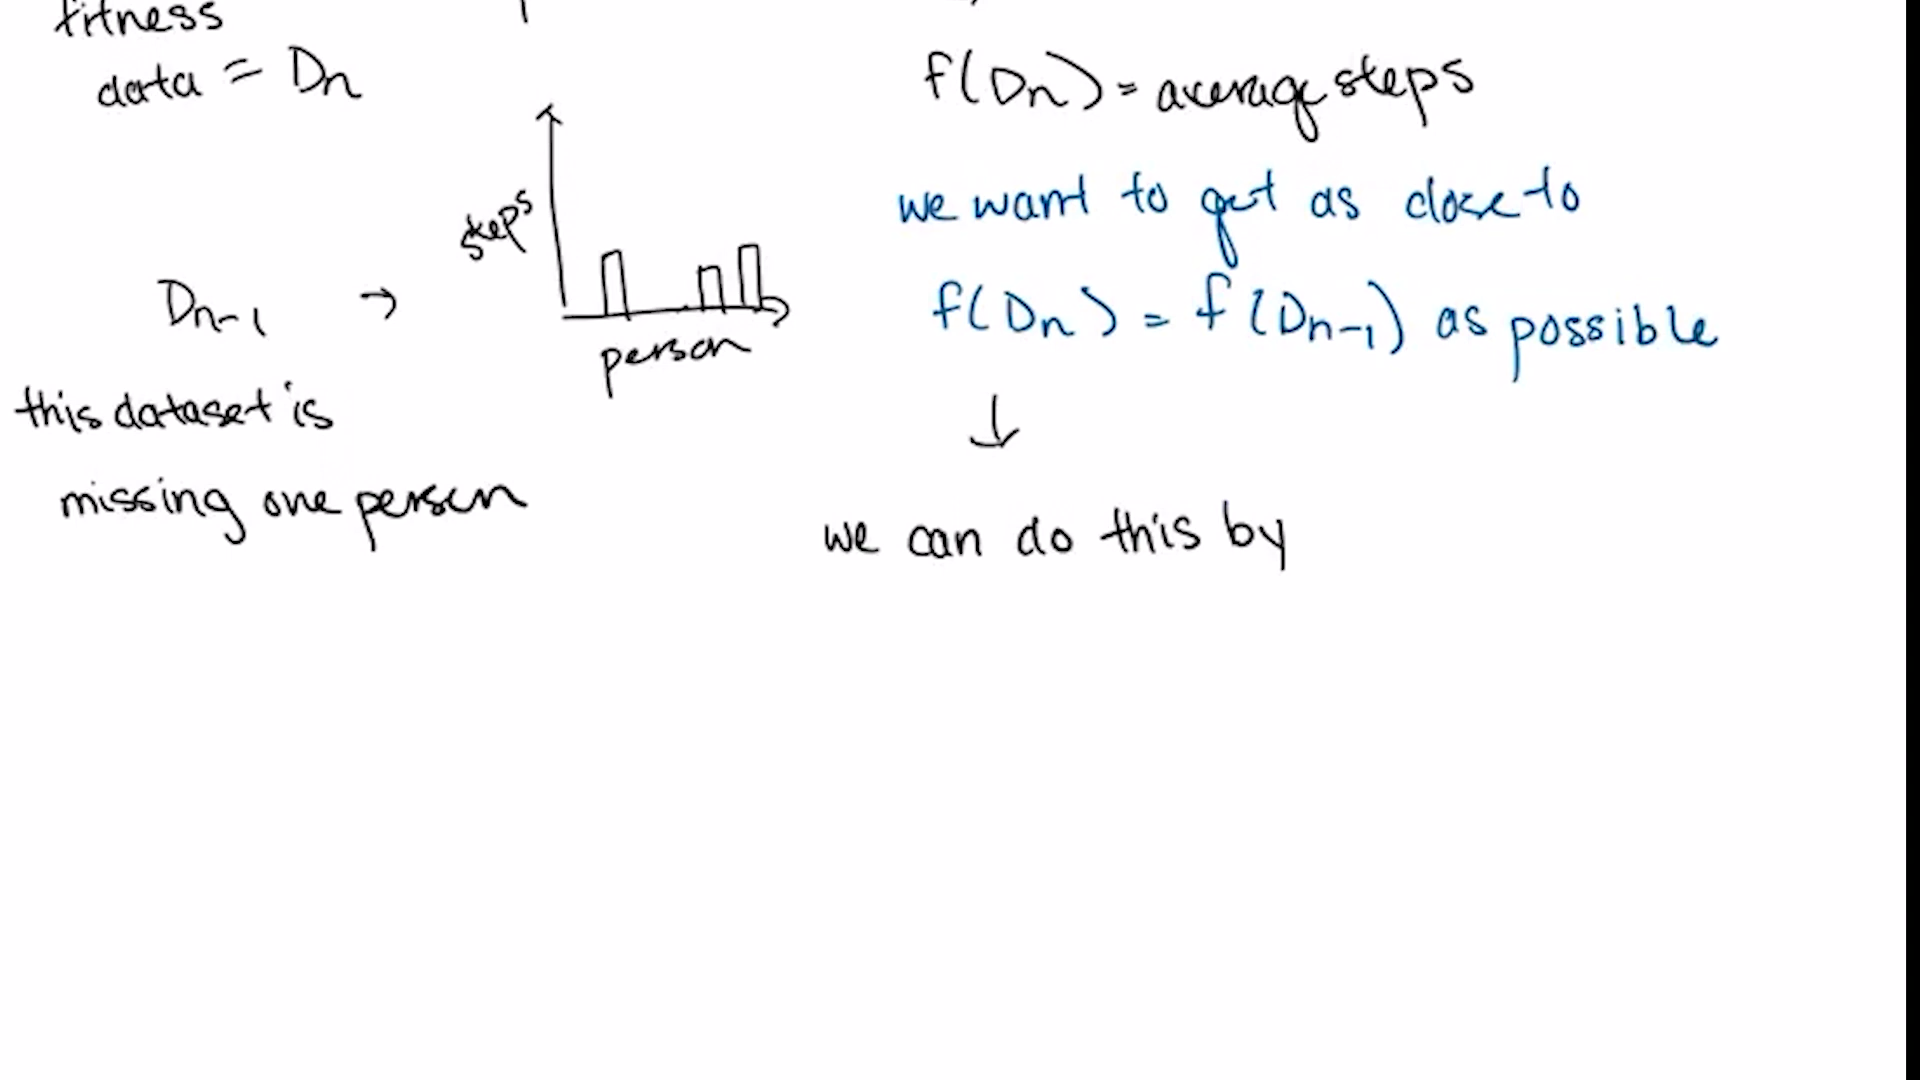 fitness
data = Dn
f(Dn) = average steps
we want to get as close to
steps
Dn-1 →
f(Dn) = f(Dn-1) as possible
person
this dataset is
↓
missing one person
we can do this by